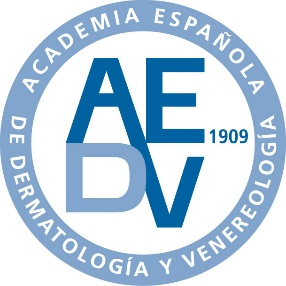 ACADEMIA ESPAÑOLA
DE DERMATOLOGÍA Y VENEREOLOGÍA
AE
DV
1909